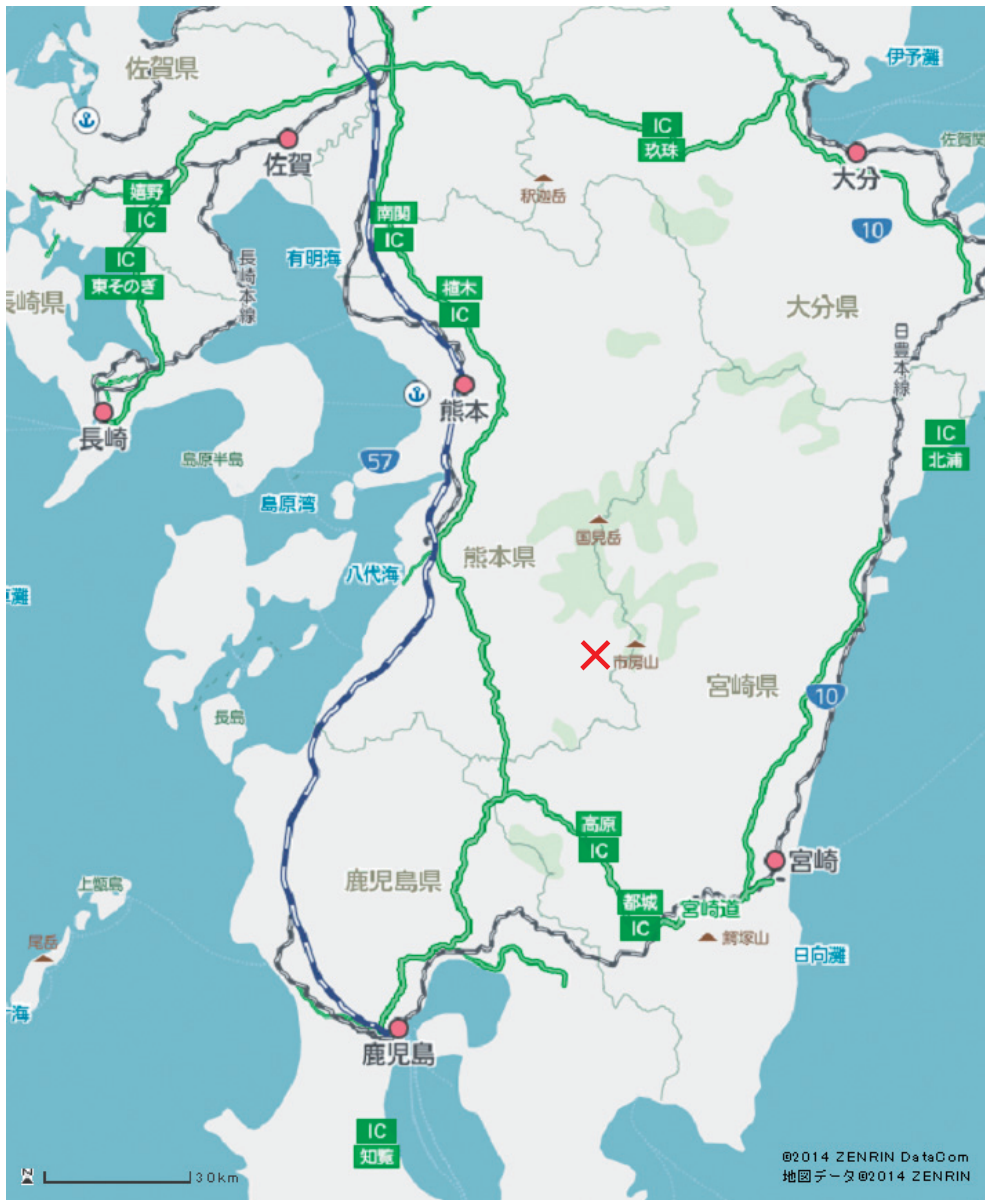 佐賀県
伊予灘
IC
玖珠
佐賀関
佐賀
大分
嬉野
IC
釈迦岳
南関
IC
10
IC
東そのぎ
長崎本線
有明海
植木
IC
長崎県
大分県
日豊本線
熊本
長崎
IC
北浦
島原半島
57
島原湾
国見岳
熊本県
八代海
灘
市房山
宮崎県
10
長島
高原
IC
宮崎
鹿児島県
上甑島
都城
IC
宮崎道
尾岳
鰐塚山
日向灘
海
鹿児島
IC
知覧
©2014 ZENRIN DataCom
地図データ©2014 ZENRIN
N
30km